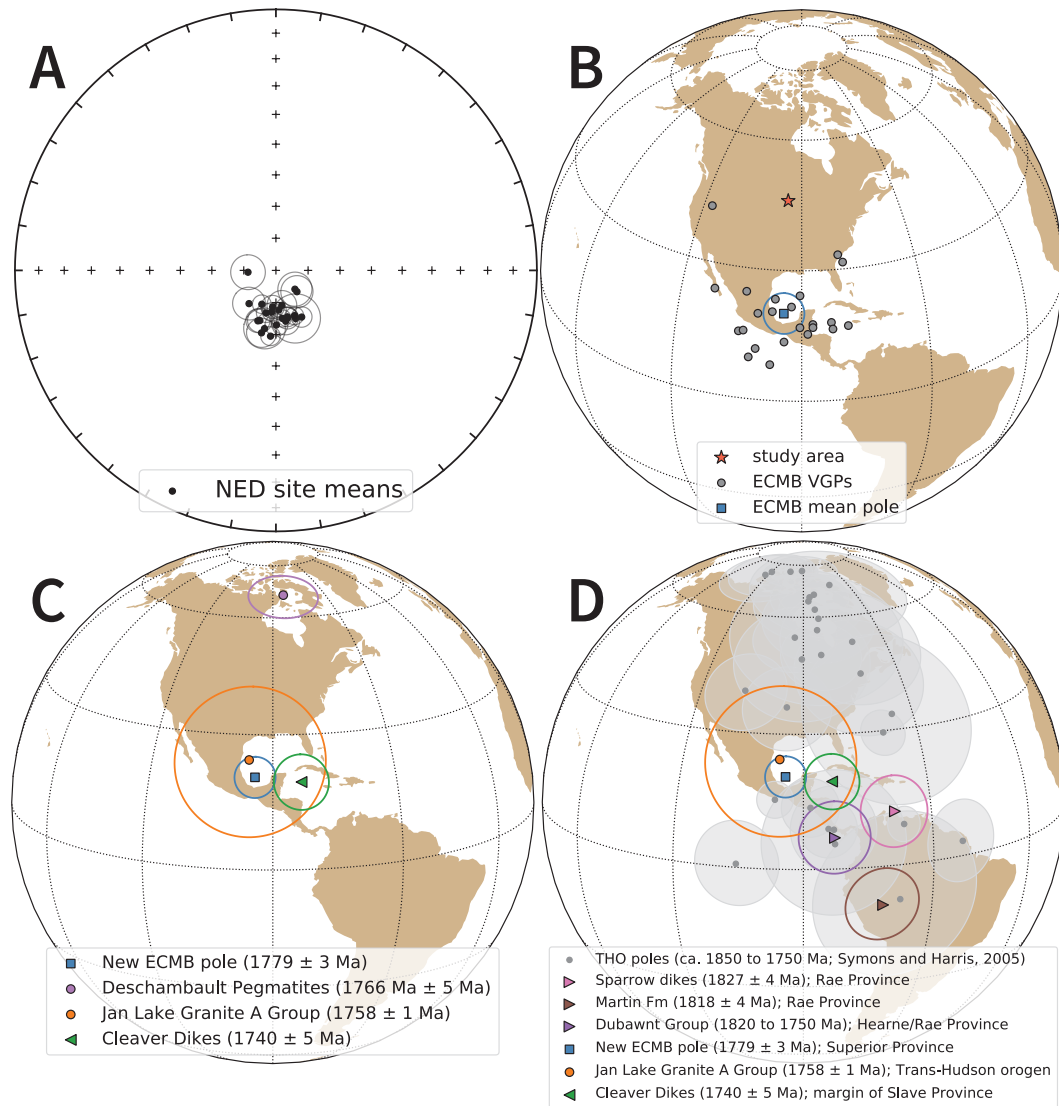 A
NED site means
B
study area
ECMB VGPs
ECMB mean pole
C
New ECMB pole (1779 ± 3 Ma)
Deschambault Pegmatites (1766 Ma ± 5 Ma)
Jan Lake Granite A Group (1758 ± 1 Ma)
Cleaver Dikes (1740 ± 5 Ma)
D
THO poles (ca. 1850 to 1750 Ma; Symons and Harris, 2005)
Sparrow dikes (1827 ± 4 Ma); Rae Province
Martin Fm (1818 ± 4 Ma); Rae Province
Dubawnt Group (1820 to 1750 Ma); Hearne/Rae Province
New ECMB pole (1779 ± 3 Ma); Superior Province
Jan Lake Granite A Group (1758 ± 1 Ma); Trans-Hudson orogen
Cleaver Dikes (1740 ± 5 Ma); margin of Slave Province